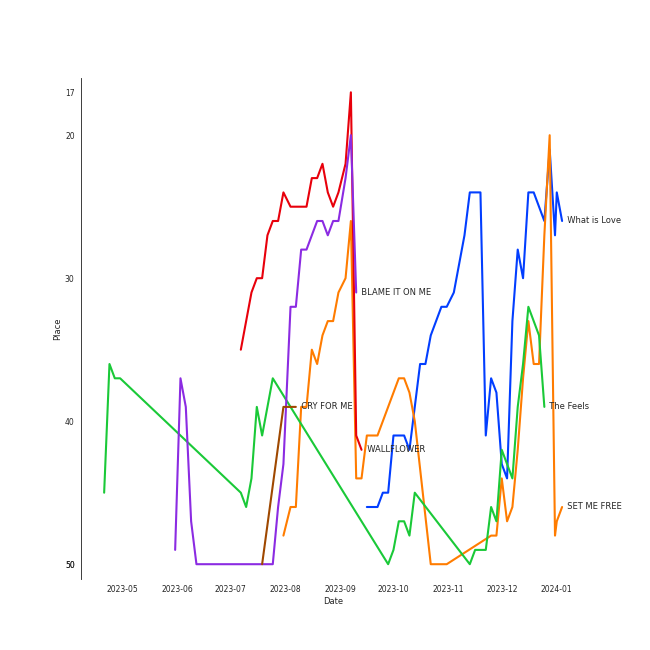 17
20
30
40
50
Place
What is Love
BLAME IT ON ME
CRY FOR ME
The Feels
WALLFLOWER
SET ME FREE
2023-05 2023-06 2023-07 2023-08 2023-09 2023-10 2023-11 2023-12 2024-01
Date